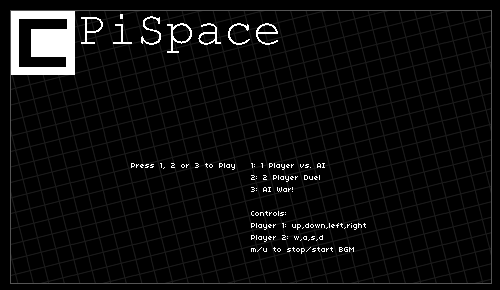 PiSpace
Press 1, 2 or 3 to Play
1: 1 Player vs. AI
2: 2 Player Duel
3: AI War!
Controls:
Player 1: up,down,left,right
Player 2: w,a,s,d
m/u to stop/start BGM